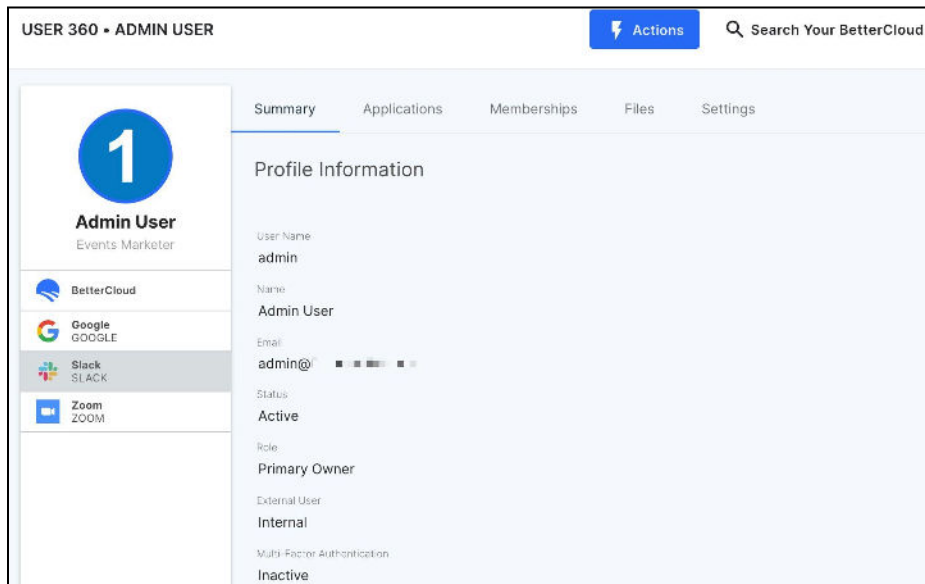 USER 360 • ADMIN USER
Actions
Search Your BetterCloud
1
Admin User
Events Marketer
BetterCloud
Google
GOOGLE
Slack
SLACK
Zoom
ZOOM
Summary Applications Memberships Files Settings
Profile Information
User Name
admin
Name
Admin User
Email
admin@
Status
Active
Role
Primary Owner
External User
Internal
Multi-Factor Authentication
Inactive